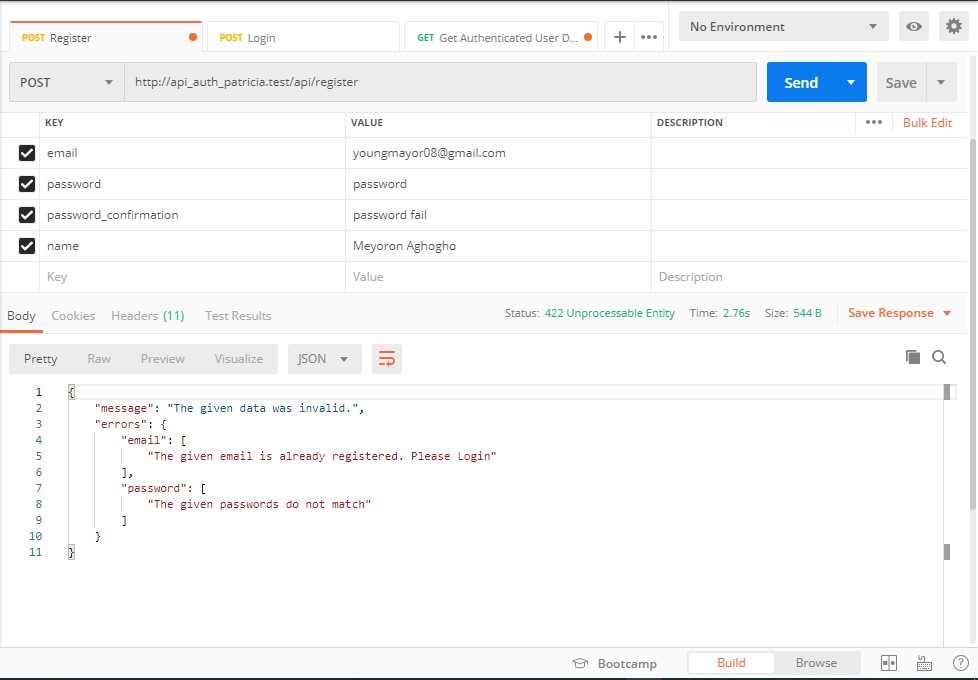 POST Register
POST Login
GET Get Authenticated User D...
No Environment
POST http://api_auth_patricia.test/api/register Send Save
KEY VALUE DESCRIPTION Bulk Edit
email youngmayor08@gmail.com
password password
password_confirmation password fail
name Meyoron Aghogho
Key Value Description
Body Cookies Headers (11) Test Results Status: 422 Unprocessable Entity Time: 2.76s Size: 544 B Save Response
Pretty Raw Preview Visualize JSON
1 {
2 "message": "The given data was invalid.",
3 "errors": {
4 "email": [
5 "The given email is already registered. Please Login"
6 ],
7 "password": [
8 "The given passwords do not match"
9 ]
10 }
11 }
Bootcamp Build Browse